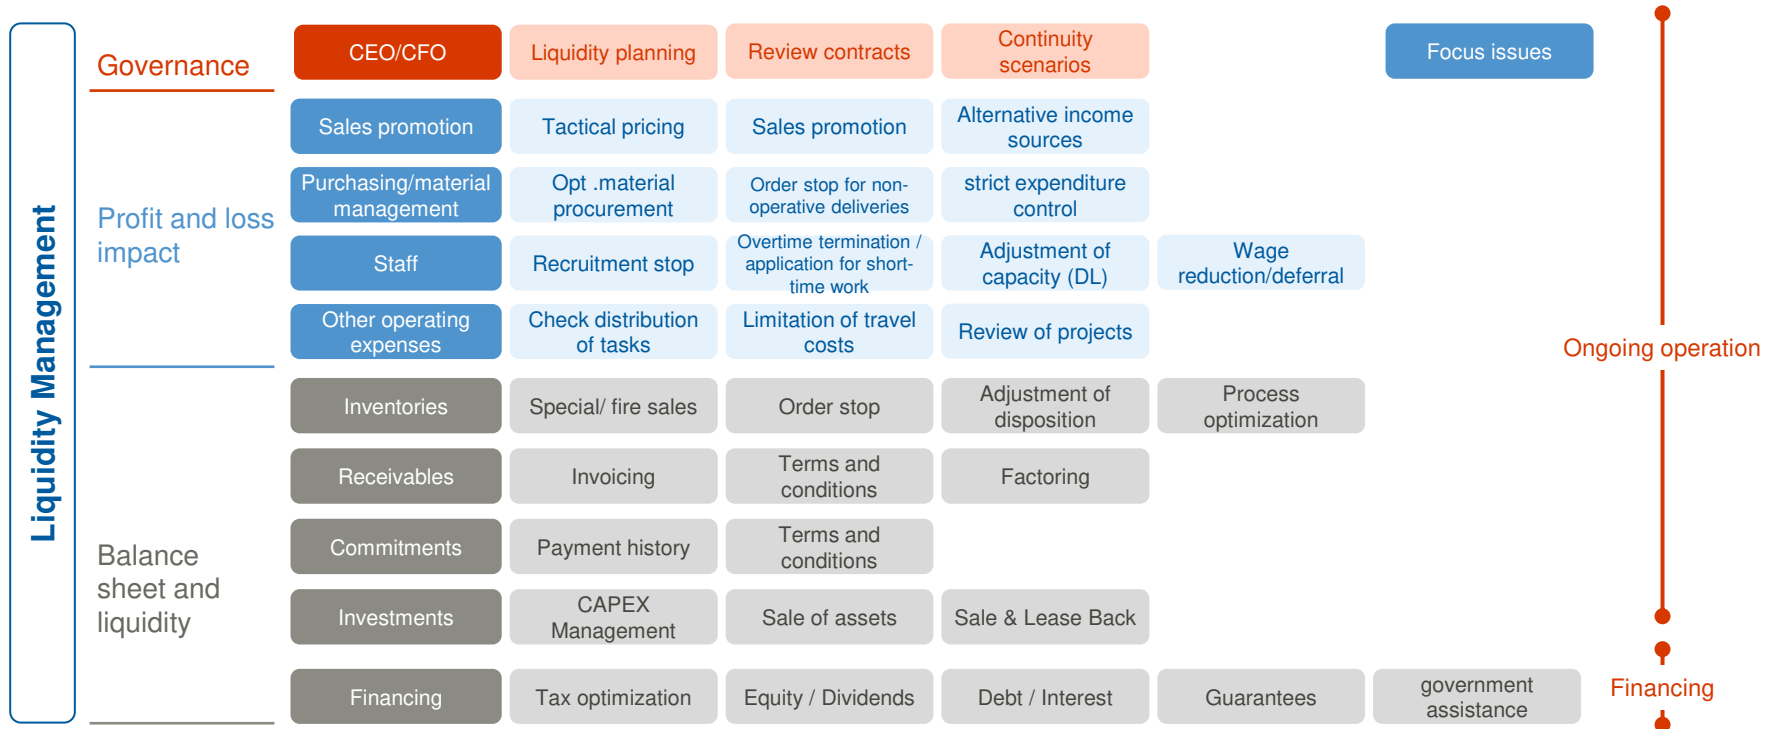 Liquidity Management
Governance
CEO/CFO
Liquidity planning
Review contracts
Continuity
scenarios
Focus issues
Profit and loss
impact
Sales promotion
Tactical pricing
Sales promotion
Alternative income
sources
Purchasing/material
management
Opt .material
procurement
Order stop for non-
operative deliveries
strict expenditure
control
Staff
Recruitment stop
Overtime termination /
application for short-
time work
Adjustment of
capacity (DL)
Wage
reduction/deferral
Other operating
expenses
Check distribution
of tasks
Limitation of travel
costs
Review of projects
Ongoing operation
Balance
sheet and
liquidity
Inventories
Special/ fire sales
Order stop
Adjustment of
disposition
Process
optimization
Receivables
Invoicing
Terms and
conditions
Factoring
Commitments
Payment history
Terms and
conditions
Investments
CAPEX
Management
Sale of assets
Sale & Lease Back
Financing
Tax optimization
Equity / Dividends
Debt / Interest
Guarantees
government
assistance
Financing